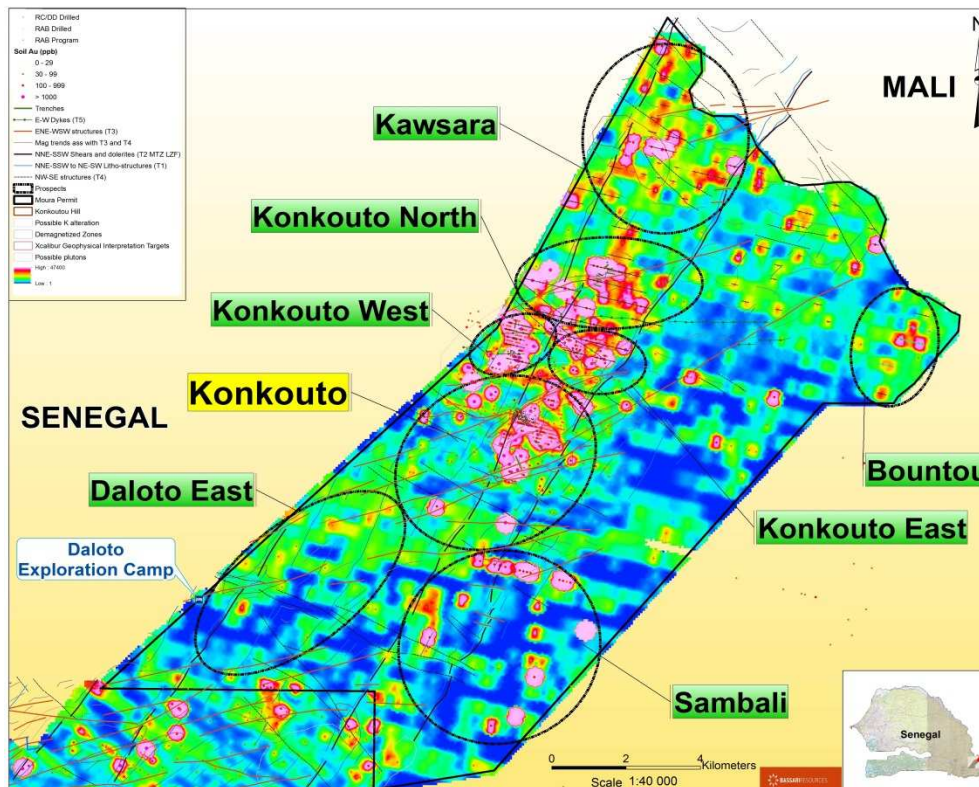 RC/DD Drilled
RAB Drilled
RAB Program
Soil Au (ppb)
0 - 29
30 - 99
100 - 999
> 1000
Trenches
E-W Dykes (T5)
ENE-WSW structures (T3)
Mag trends ass with T3 and T4
NNE-SSW Shears and dolerites (T2 MTZ LZF)
NNE-SSW to NE-SW Litho-structures (T1)
NW-SE structures (T4)
Prospects
Moura Permit
Konkoutou Hill
Possible K alteration
Demagnetized Zones
Xcalibur Geophysical Interpretation Targets
Possible plutons
High : 47400
Low : 1
N
MALI
Kawsara
Konkouto North
Konkouto West
Konkouto
SENEGAL
Daloto East
Bountou
Konkouto East
Daloto
Exploration Camp
Sambali
Senegal
0 2 4
Kilometers
Scale 1:40 000
BASSARI RESOURCES